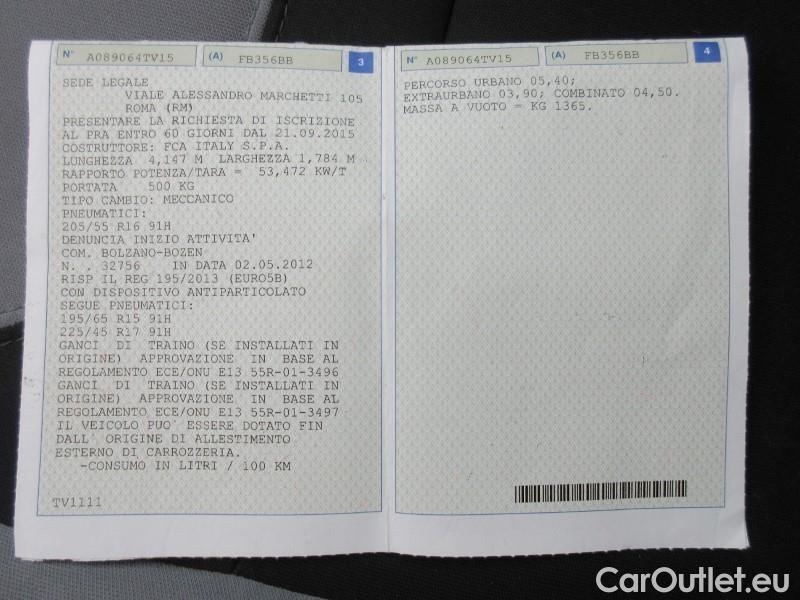 N° A089064TV15 (A) FB356BB 3
SEDE LEGALE
VIALE ALESSANDRO MARCHETTI 105
ROMA (RM)
PRESENTARE LA RICHIESTA DI ISCRIZIONE
AL PRA ENTRO 60 GIORNI DAL 21.09.2015
COSTRUTTORE: FCA ITALY S.P.A.
LUNGHEZZA 4,147 M LARGHEZZA 1,784 M
RAPPORTO POTENZA/TARA = 53,472 KW/T
PORTATA 500 KG
TIPO CAMBIO: MECCANICO
PNEUMATICI:
205/55 R16 91H
DENUNCIA INIZIO ATTIVITA'
COM. BOLZANO-BOZEN
N. . 32756 IN DATA 02.05.2012
RISP IL REG 195/2013 (EURO5B)
CON DISPOSITIVO ANTIPARTICOLATO
SEGUE PNEUMATICI:
195/65 R15 91H
225/45 R17 91H
GANCI DI TRAINO (SE INSTALLATI IN
ORIGINE) APPROVAZIONE IN BASE AL
REGOLAMENTO ECE/ONU E13 55R-01-3496
GANCI DI TRAINO (SE INSTALLATI IN
ORIGINE) APPROVAZIONE IN BASE AL
REGOLAMENTO ECE/ONU E13 55R-01-3497
IL VEICOLO PUO' ESSERE DOTATO FIN
DALL' ORIGINE DI ALLESTIMENTO
ESTERNO DI CARROZZERIA.
-CONSUMO IN LITRI / 100 KM
TV1111
N° A089064TV15 (A) FB356BB 4
PERCORSO URBANO 05,40;
EXTRAURBANO 03,90; COMBINATO 04,50.
MASSA A VUOTO = KG 1365.
CarOutlet.eu